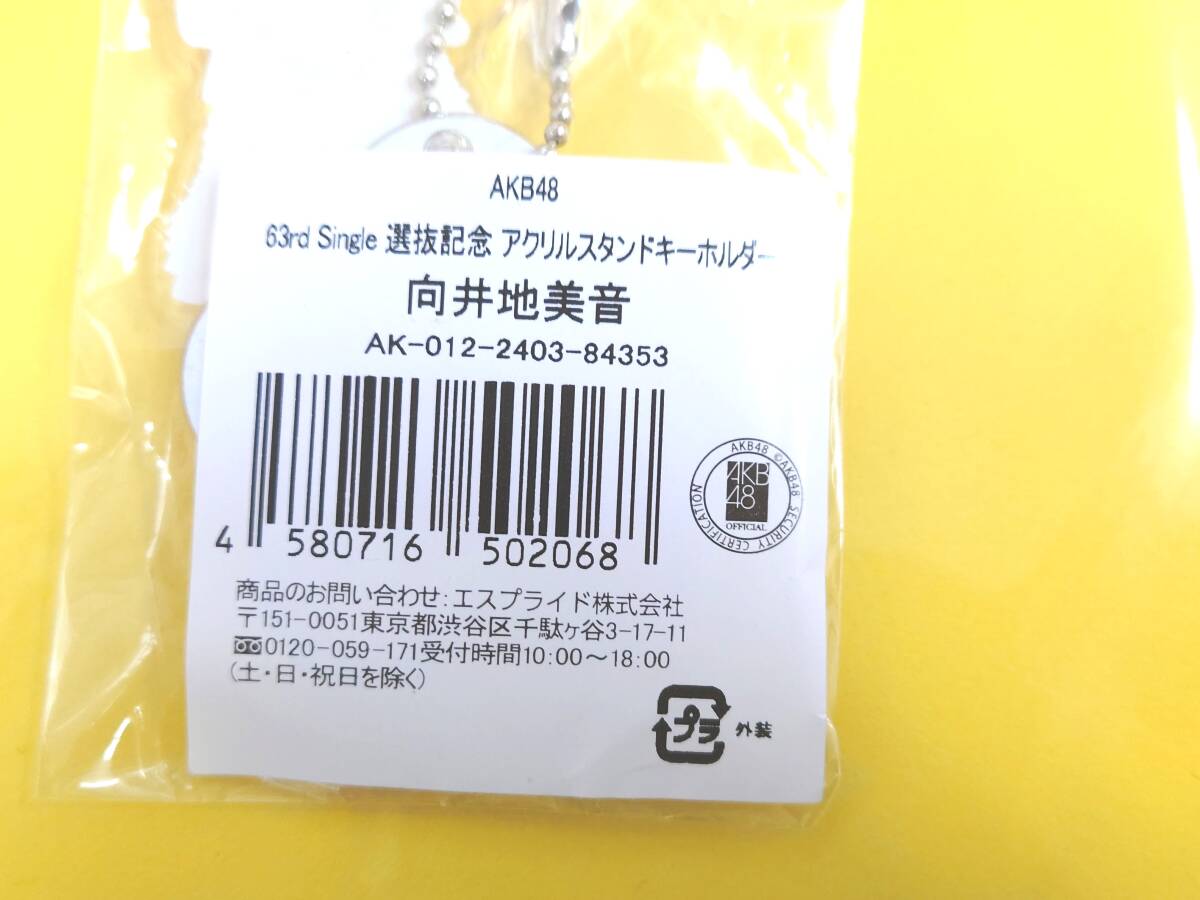 AKB48
63rd Single 選抜記念 アクリルスタンドキーホルダー
向井地美音
AK-012-2403-84353
4 580716 502068
AKB48 ©AKB48 SECURITY CERTIFICATION
AKB
48
OFFICIAL
商品のお問い合わせ:エスプライド株式会社
〒151-0051東京都渋谷区千駄ヶ谷3-17-11
0120-059-171受付時間10:00～18:00
(土・日・祝日を除く)
プラ 外装